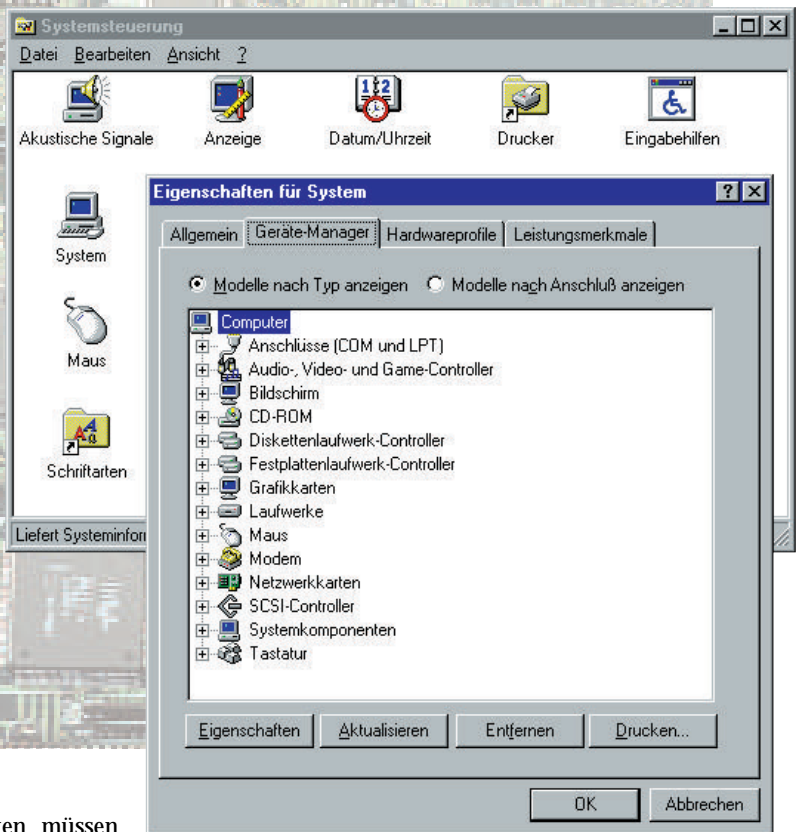 Systemsteuerung
Datei Bearbeiten Ansicht ?
Akustische Signale Anzeige Datum/Uhrzeit Drucker Eingabehilfen
System
Maus
Schriftarten
Liefert Systeminfor
Eigenschaften für System
Allgemein Geräte-Manager Hardwareprofile Leistungsmerkmale
Modelle nach Typ anzeigen Modelle nach Anschluß anzeigen
Computer
Anschlüsse (COM und LPT)
Audio-, Video- und Game-Controller
Bildschirm
CD-ROM
Diskettenlaufwerk-Controller
Festplattenlaufwerk-Controller
Grafikkarten
Laufwerke
Maus
Modem
Netzwerkkarten
SCSI-Controller
Systemkomponenten
Tastatur
Eigenschaften Aktualisieren Entfernen Drucken...
OK Abbrechen
müssen